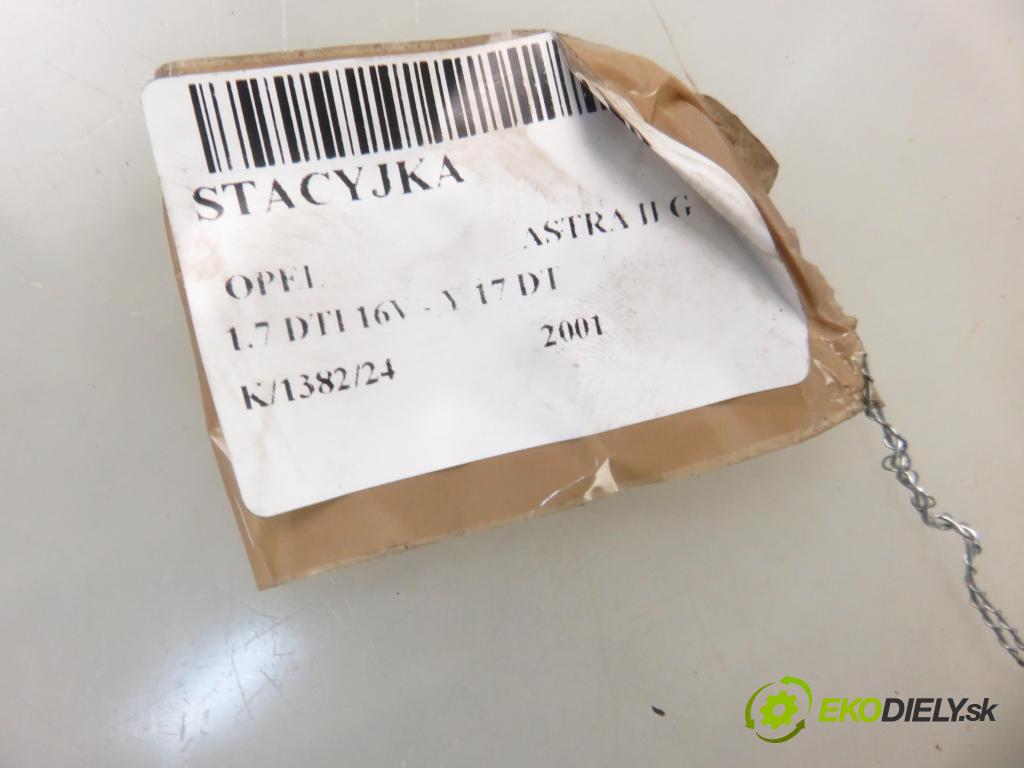 STACYJKA
OPEL ASTRA II G
1.7 DTI 16V - Y 17 DT
K/1382/24 2001
EKODIELY.sk